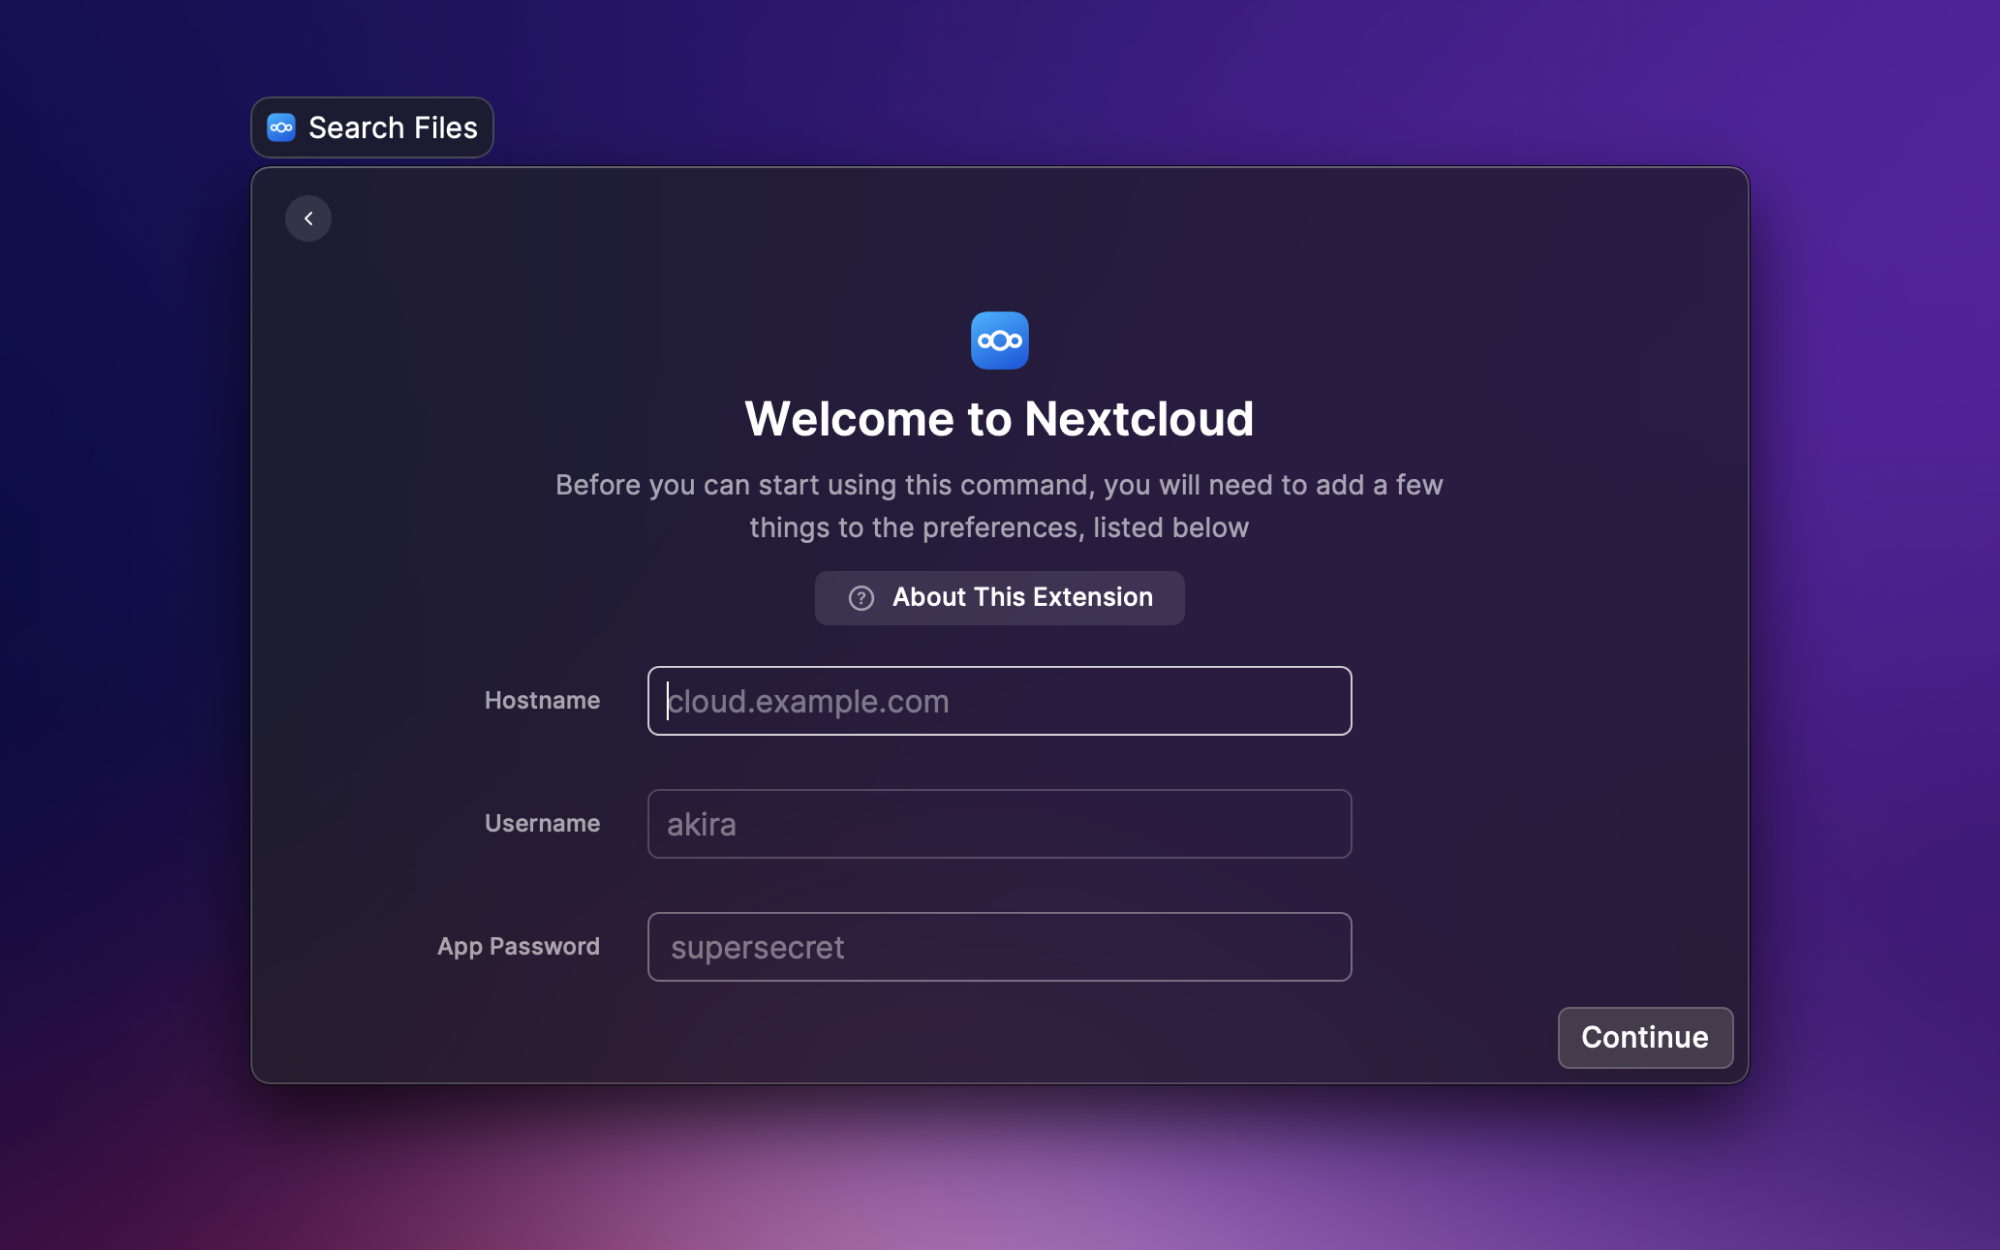 Search Files
Welcome to Nextcloud
Before you can start using this command, you will need to add a few
things to the preferences, listed below
? About This Extension
Hostname
cloud.example.com
Username
akira
App Password
supersecret
Continue